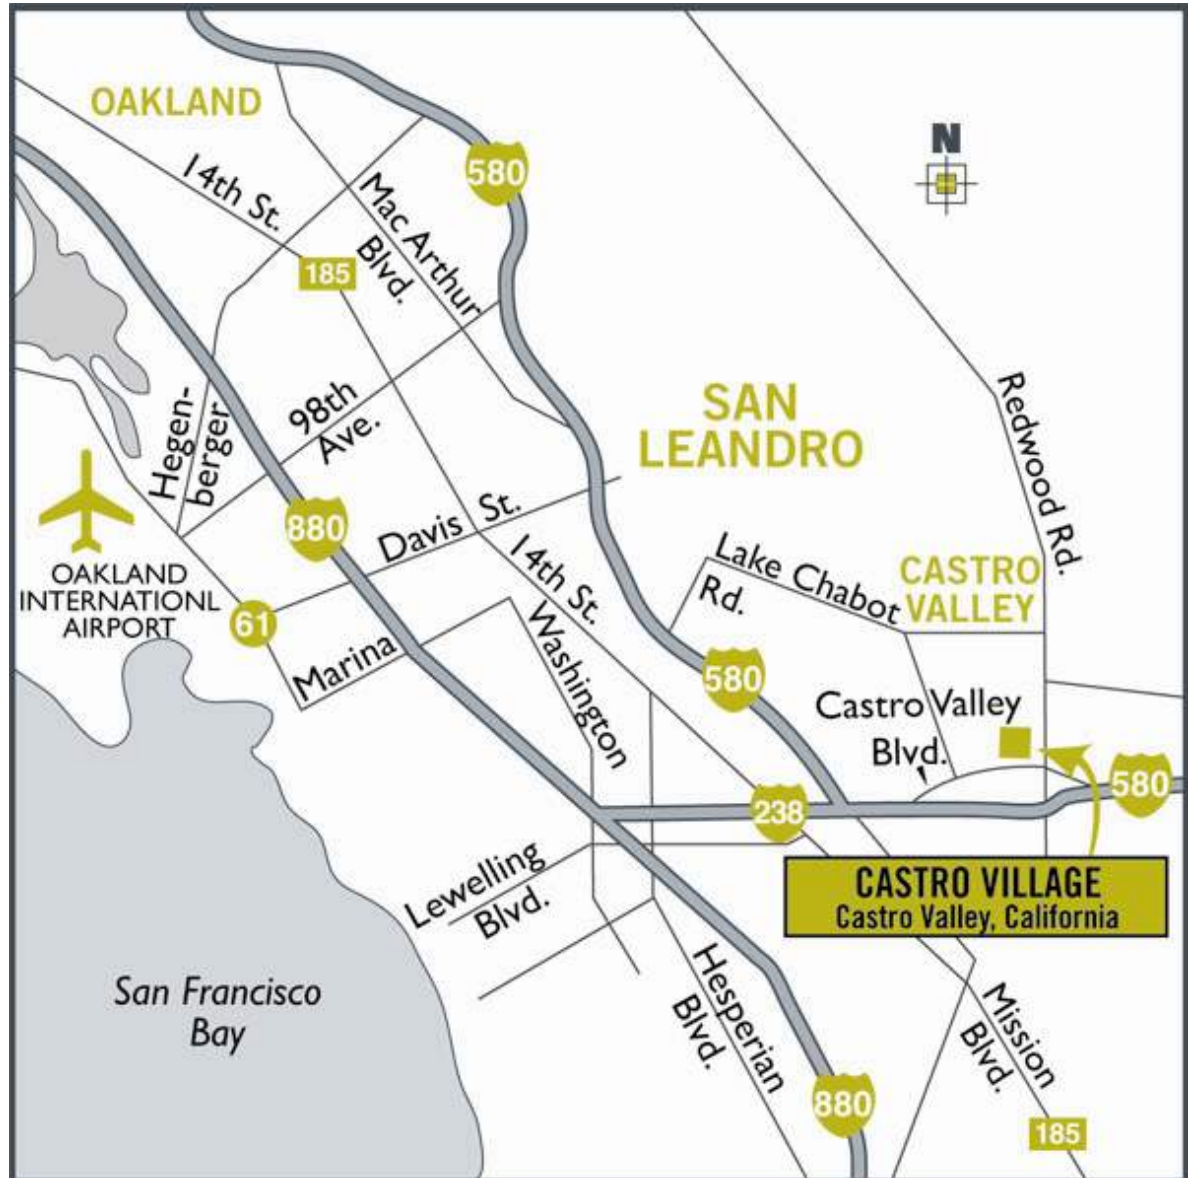 OAKLAND
580
N
14th St.
Mac Arthur
Blvd.
185
Hegen-
berger
98th
Ave.
SAN
LEANDRO
Redwood Rd.
880
Davis St.
OAKLAND
INTERNATIONL
AIRPORT
61
14th St.
Lake Chabot
Rd.
CASTRO
VALLEY
Marina
Washington
580
Castro Valley
Blvd.
580
238
Lewelling
Blvd.
CASTRO VILLAGE
Castro Valley, California
San Francisco
Bay
Hesperian
Blvd.
Mission
Blvd.
880
185